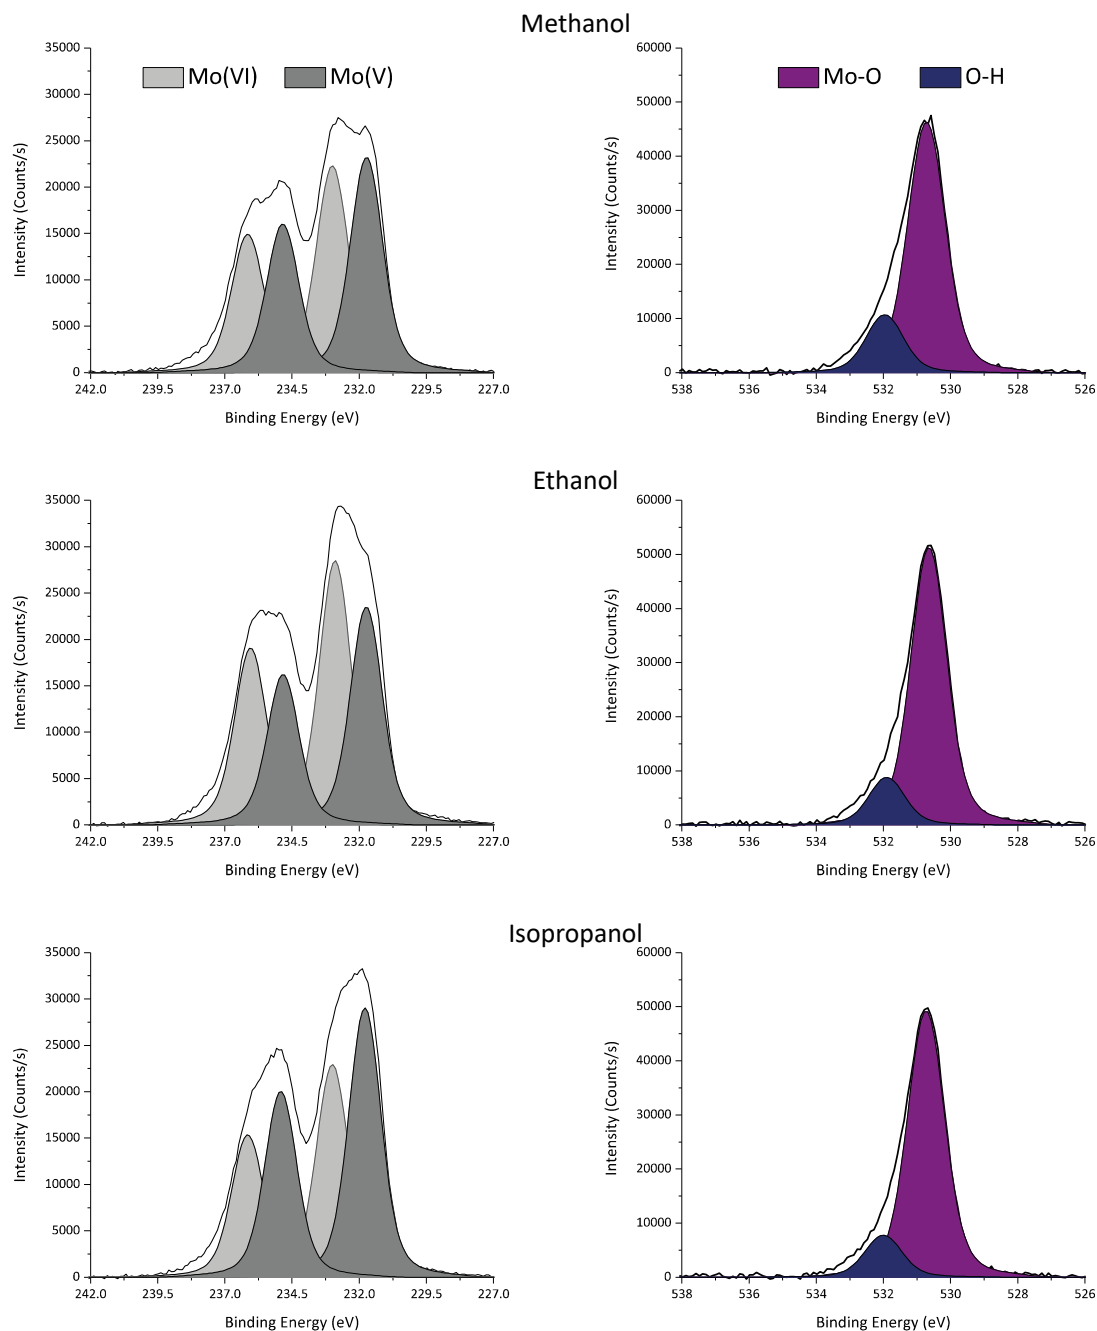 Methanol
Mo(VI) Mo(V)
35000
30000
25000
20000
15000
10000
5000
0
Intensity (Counts/s)
242.0 239.5 237.0 234.5 232.0 229.5 227.0
Binding Energy (eV)
Mo-O O-H
60000
50000
40000
30000
20000
10000
0
Intensity (Counts/s)
538 536 534 532 530 528 526
Binding Energy (eV)
Ethanol
35000
30000
25000
20000
15000
10000
5000
0
Intensity (Counts/s)
242.0 239.5 237.0 234.5 232.0 229.5 227.0
Binding Energy (eV)
60000
50000
40000
30000
20000
10000
0
Intensity (Counts/s)
538 536 534 532 530 528 526
Binding Energy (eV)
Isopropanol
35000
30000
25000
20000
15000
10000
5000
0
Intensity (Counts/s)
242.0 239.5 237.0 234.5 232.0 229.5 227.0
Binding Energy (eV)
60000
50000
40000
30000
20000
10000
0
Intensity (Counts/s)
538 536 534 532 530 528 526
Binding Energy (eV)